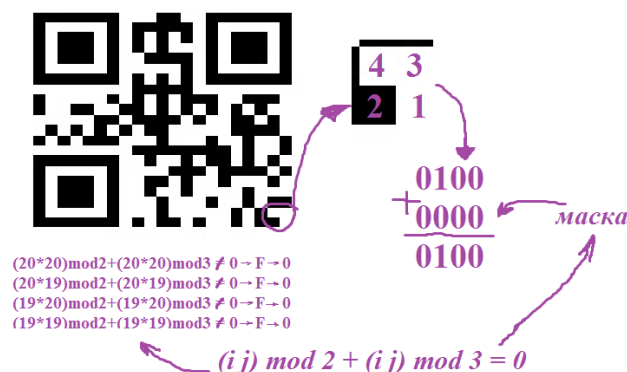 4 3
2 1
0100
+
0000
0100
маска
(20*20)mod2+(20*20)mod3 ≠ 0→F→0
(20*19)mod2+(20*19)mod3 ≠ 0→F→0
(19*20)mod2+(19*20)mod3 ≠ 0→F→0
(19*19)mod2+(19*19)mod3 ≠ 0→F→0
(i j) mod 2 + (i j) mod 3 = 0